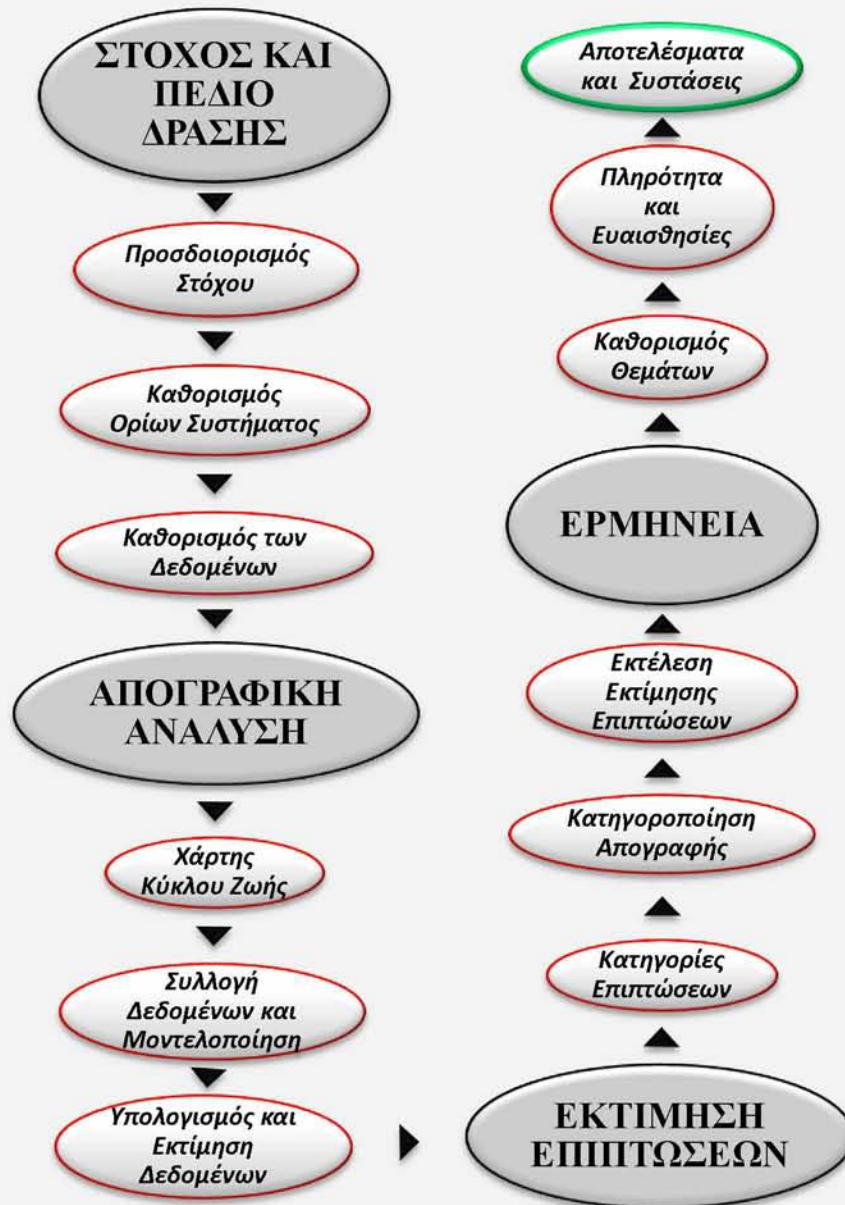 ΣΤΟΧΟΣ ΚΑΙ
ΠΕΔΙΟ
ΔΡΑΣΗΣ
Προσδοιορισμός
Στόχου
Καθορισμός
Ορίων Συστήματος
Καθορισμός των
Δεδομένων
ΑΠΟΓΡΑΦΙΚΗ
ΑΝΑΛΥΣΗ
Χάρτης
Κύκλου Ζωής
Συλλογή
Δεδομένων και
Μοντελοποίηση
Υπολογισμός και
Εκτίμηση
Δεδομένων
ΕΚΤΙΜΗΣΗ
ΕΠΙΠΤΩΣΕΩΝ
Κατηγορίες
Επιπτώσεων
Κατηγοροποίηση
Απογραφής
Εκτέλεση
Εκτίμησης
Επιπτώσεων
ΕΡΜΗΝΕΙΑ
Καθορισμός
Θεμάτων
Πληρότητα
και
Ευαισθησίες
Αποτελέσματα
και Συστάσεις